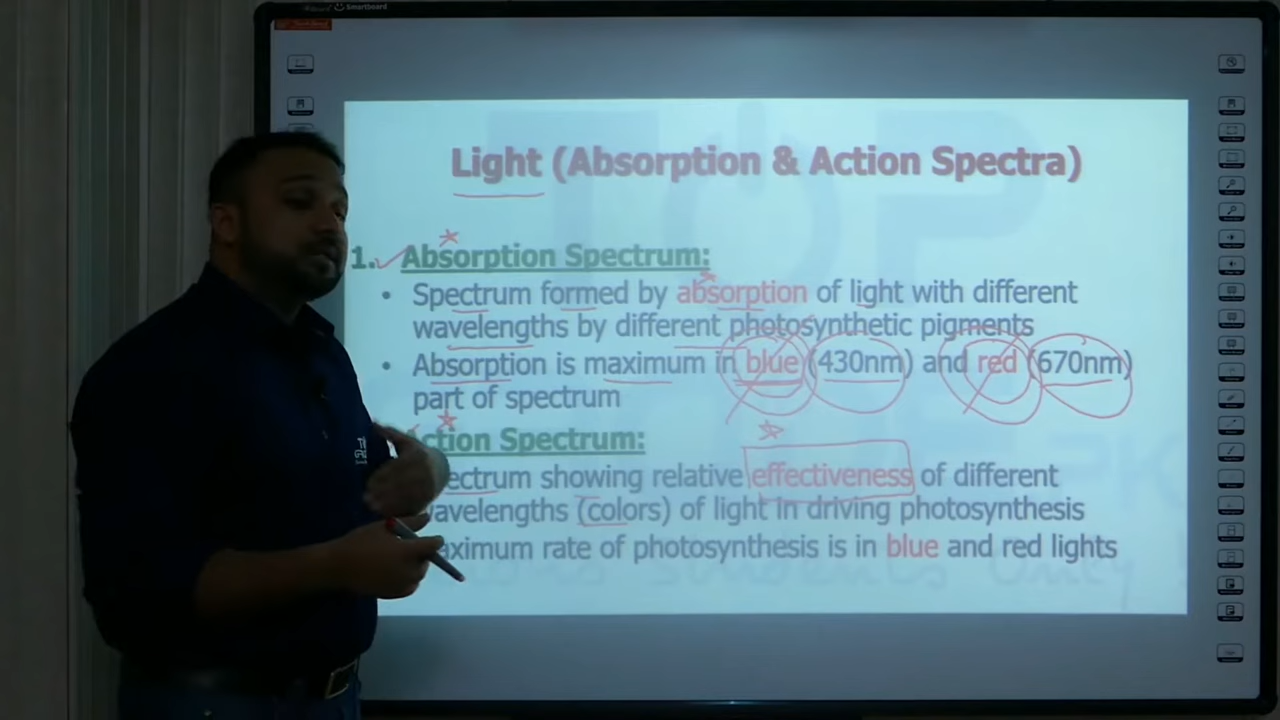 Smartboard
Light (Absorption & Action Spectra)
1. Absorption Spectrum:
• Spectrum formed by absorption of light with different
wavelengths by different photosynthetic pigments
• Absorption is maximum in blue (430nm) and red (670nm)
part of spectrum
ction Spectrum:
ectrum showing relative effectiveness of different
avelengths (colors) of light in driving photosynthesis
aximum rate of photosynthesis is in blue and red lights